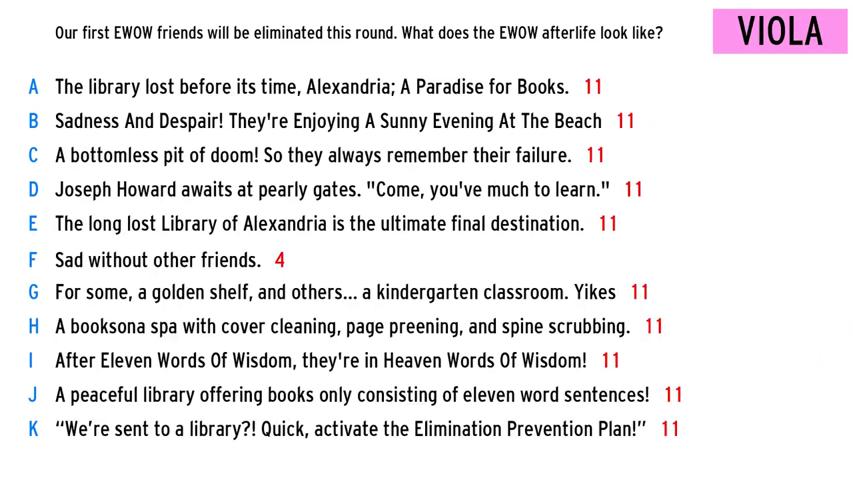 Our first EWOW friends will be eliminated this round. What does the EWOW afterlife look like?
VIOLA
A The library lost before its time, Alexandria; A Paradise for Books. 11
B Sadness And Despair! They're Enjoying A Sunny Evening At The Beach 11
C A bottomless pit of doom! So they always remember their failure. 11
D Joseph Howard awaits at pearly gates. "Come, you've much to learn." 11
E The long lost Library of Alexandria is the ultimate final destination. 11
F Sad without other friends. 4
G For some, a golden shelf, and others... a kindergarten classroom. Yikes 11
H A booksona spa with cover cleaning, page preening, and spine scrubbing. 11
I After Eleven Words Of Wisdom, they're in Heaven Words Of Wisdom! 11
J A peaceful library offering books only consisting of eleven word sentences! 11
K “We’re sent to a library?! Quick, activate the Elimination Prevention Plan!” 11